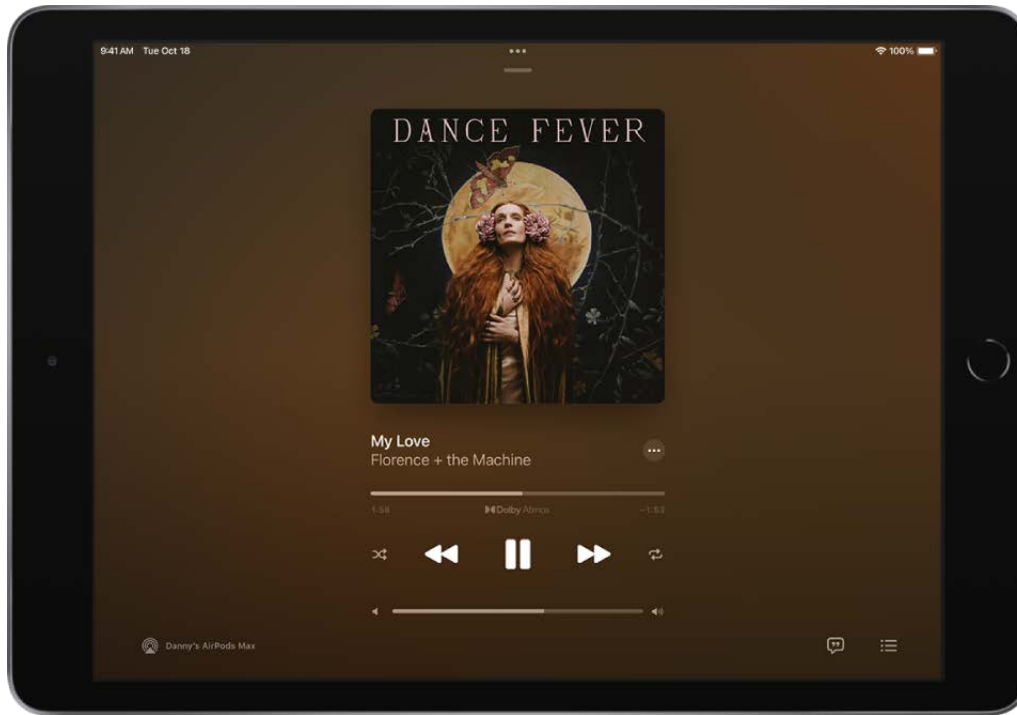 9:41 AM Tue Oct 18
100%
DANCE FEVER
My Love
Florence + the Machine
1:58
Dolby Atmos
-1:53
Danny's AirPods Max